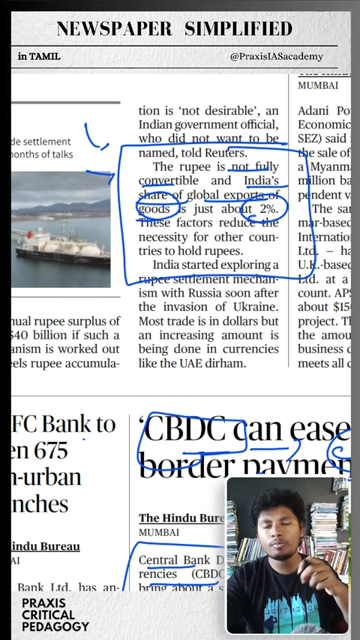 NEWSPAPER SIMPLIFIED
in TAMIL
@PraxisIASacademy
de settlement
onths of talks
nual rupee surplus of
$40 billion if such a
anism is worked out
eels rupee accumula-
tion is 'not desirable', an
Indian government official,
who did not want to be
named, told Reuters.
The rupee is not fully
convertible and India's
share of global exports of
goods is just about 2%.
These factors reduce the
necessity for other coun-
tries to hold rupees.
India started exploring a
rupee settlement mechan-
ism with Russia soon after
the invasion of Ukraine.
Most trade is in dollars but
an increasing amount is
being done in currencies
like the UAE dirham.
MUMBAI
Adani Po
Economic
SEZ) said
the sale of
a Myanma
million ba
pendent v
The sa
mar-based
Internatio
Ltd. – ha
U.K.-based
Ltd. at a
count. APS
about $15
project. T
the amou
business c
meets all c
FC Bank to
en 675
n-urban
nches
indu Bureau
AI
Bank Ltd. has an-
'CBDC can ease
border paymen
The Hindu Bure
MUMBAI
Central Bank D
rencies (CBDC
bring about a s
PRAXIS
CRITICAL
PEDAGOGY